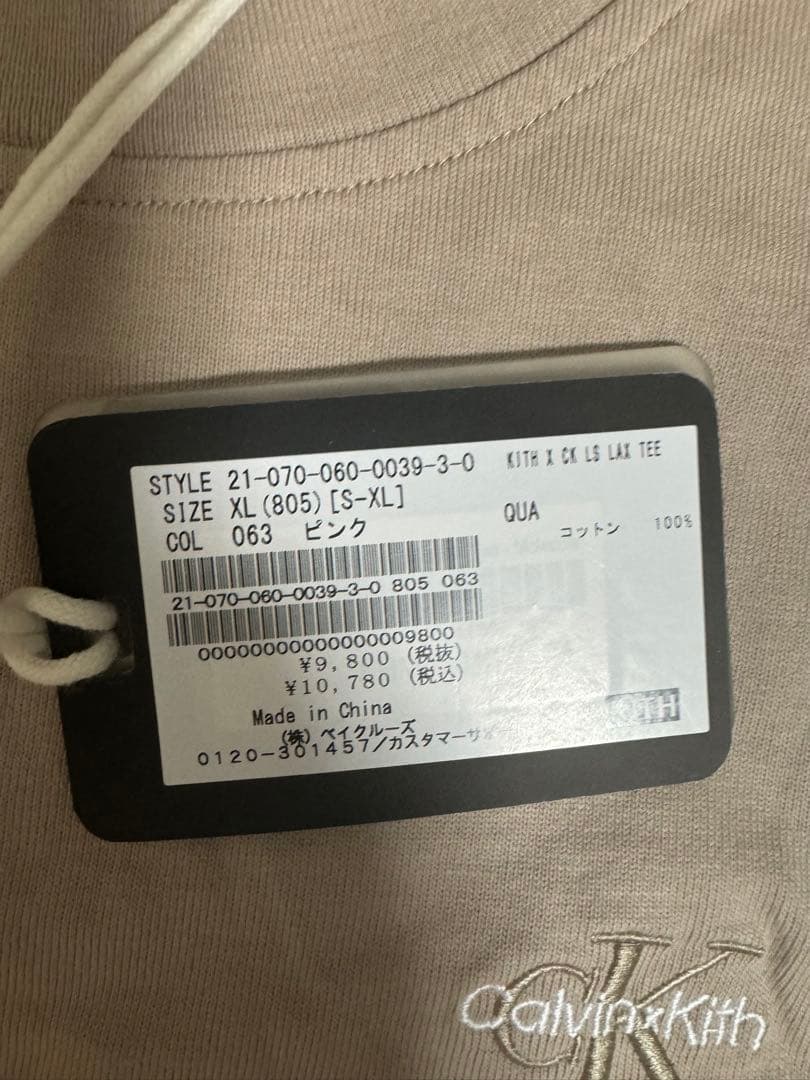 STYLE 21-070-060-0039-3-0
KITH X CK LS LAX TEE
SIZE XL(805)[S-XL]
COL 063 ピンク
QUA
コットン 100%
21-070-060-0039-3-0 805 063
00000000000000009800
¥9,800 (税抜)
¥10,780 (税込)
Made in China
(株)ベイクルーズ
0120-301457/カスタマーサ
KITH
CK
CalvinxKith